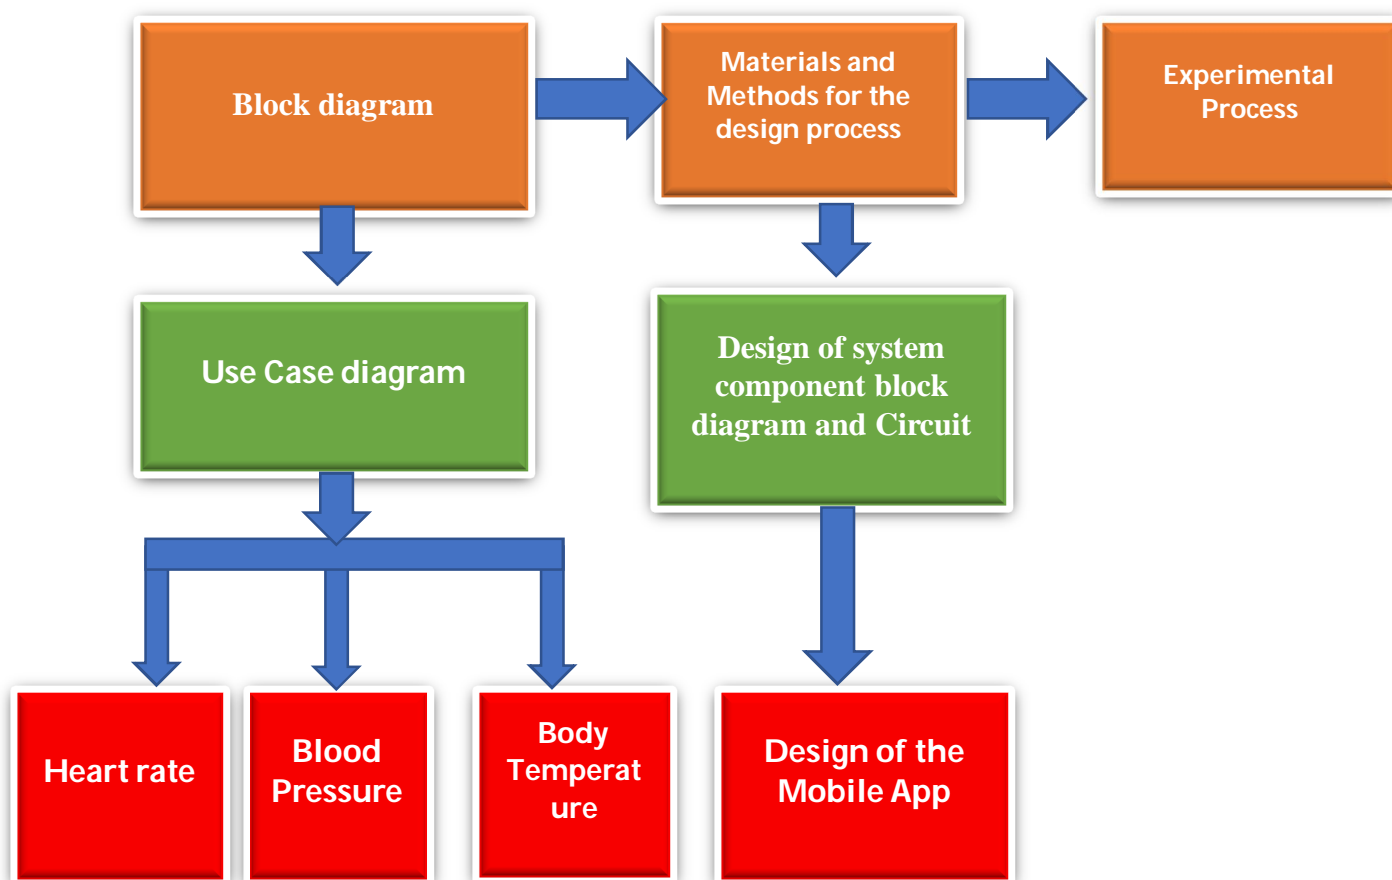 Block diagram
Materials and
Methods for the
design process
Experimental
Process
Use Case diagram
Design of system
component block
diagram and Circuit
Heart rate
Blood
Pressure
Body
Temperat
ure
Design of the
Mobile App